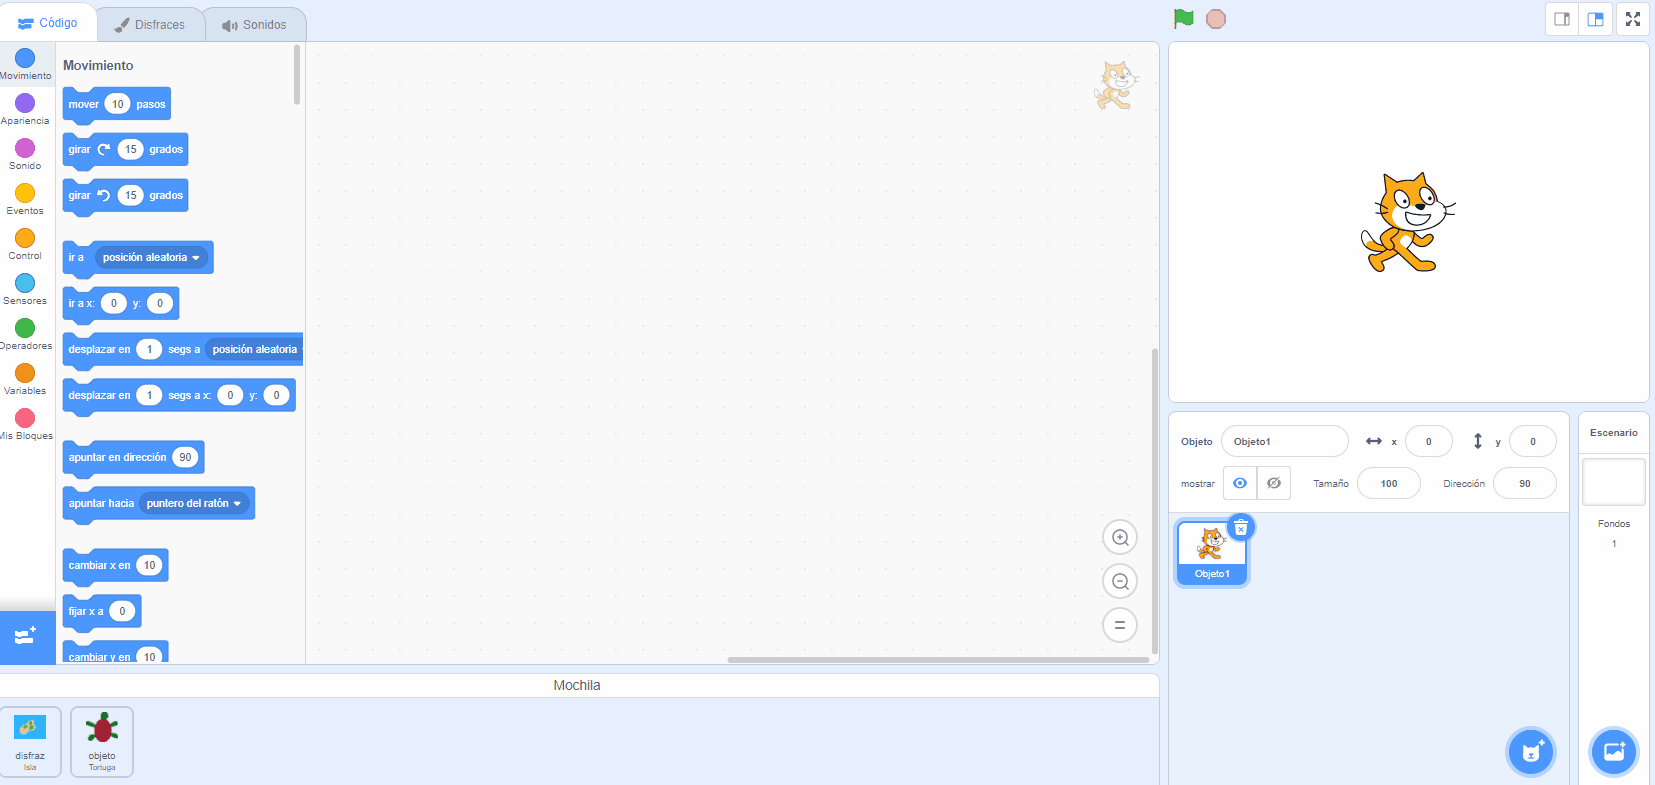 Código
Disfraces
Sonidos
Movimiento
Apariencia
Sonido
Eventos
Control
Sensores
Operadores
Variables
Mis Bloques
Movimiento
mover 10 pasos
girar 15 grados
girar 15 grados
ir a posición aleatoria
ir a x: 0 y: 0
desplazar en 1 segs a posición aleatoria
desplazar en 1 segs a x: 0 y: 0
apuntar en dirección 90
apuntar hacia puntero del ratón
cambiar x en 10
fijar x a 0
cambiar y en 10
Objeto Objeto1 x 0 y 0
mostrar Tamaño 100 Dirección 90
Objeto1
Escenario
Fondos
1
Mochila
disfraz
Isla
objeto
Tortuga